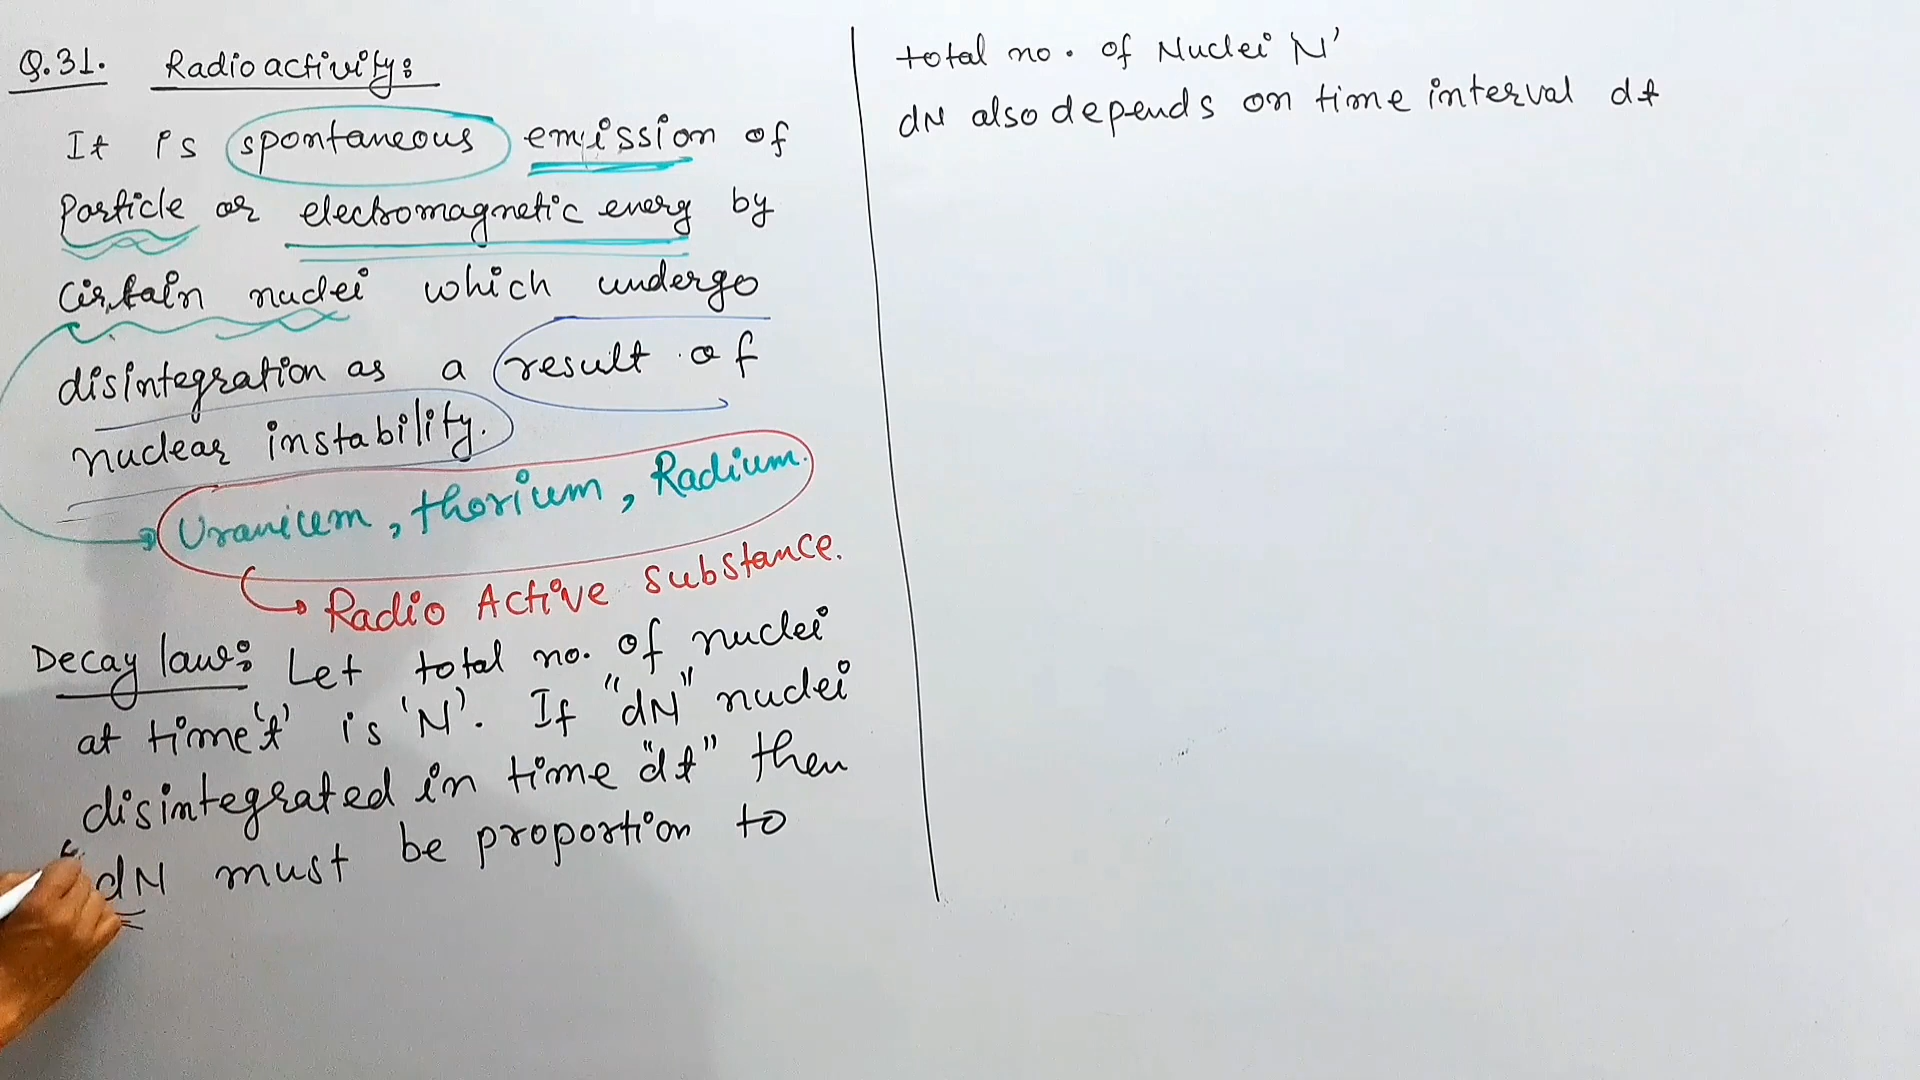 Q.31. Radioactivity:
It is spontaneous emission of
Particle or electromagnetic energy by
Certain nuclei which undergo
disintegration as a result of
nuclear instability.
Uranium, thorium, Radium.
Radio Active Substance.
Decay law: Let total no. of nuclei
at time 't' is 'N'. If "dN" nuclei
disintegrated in time "dt" then
dN must be proportion to
total no. of Nuclei N'
dN also depends on time interval dt